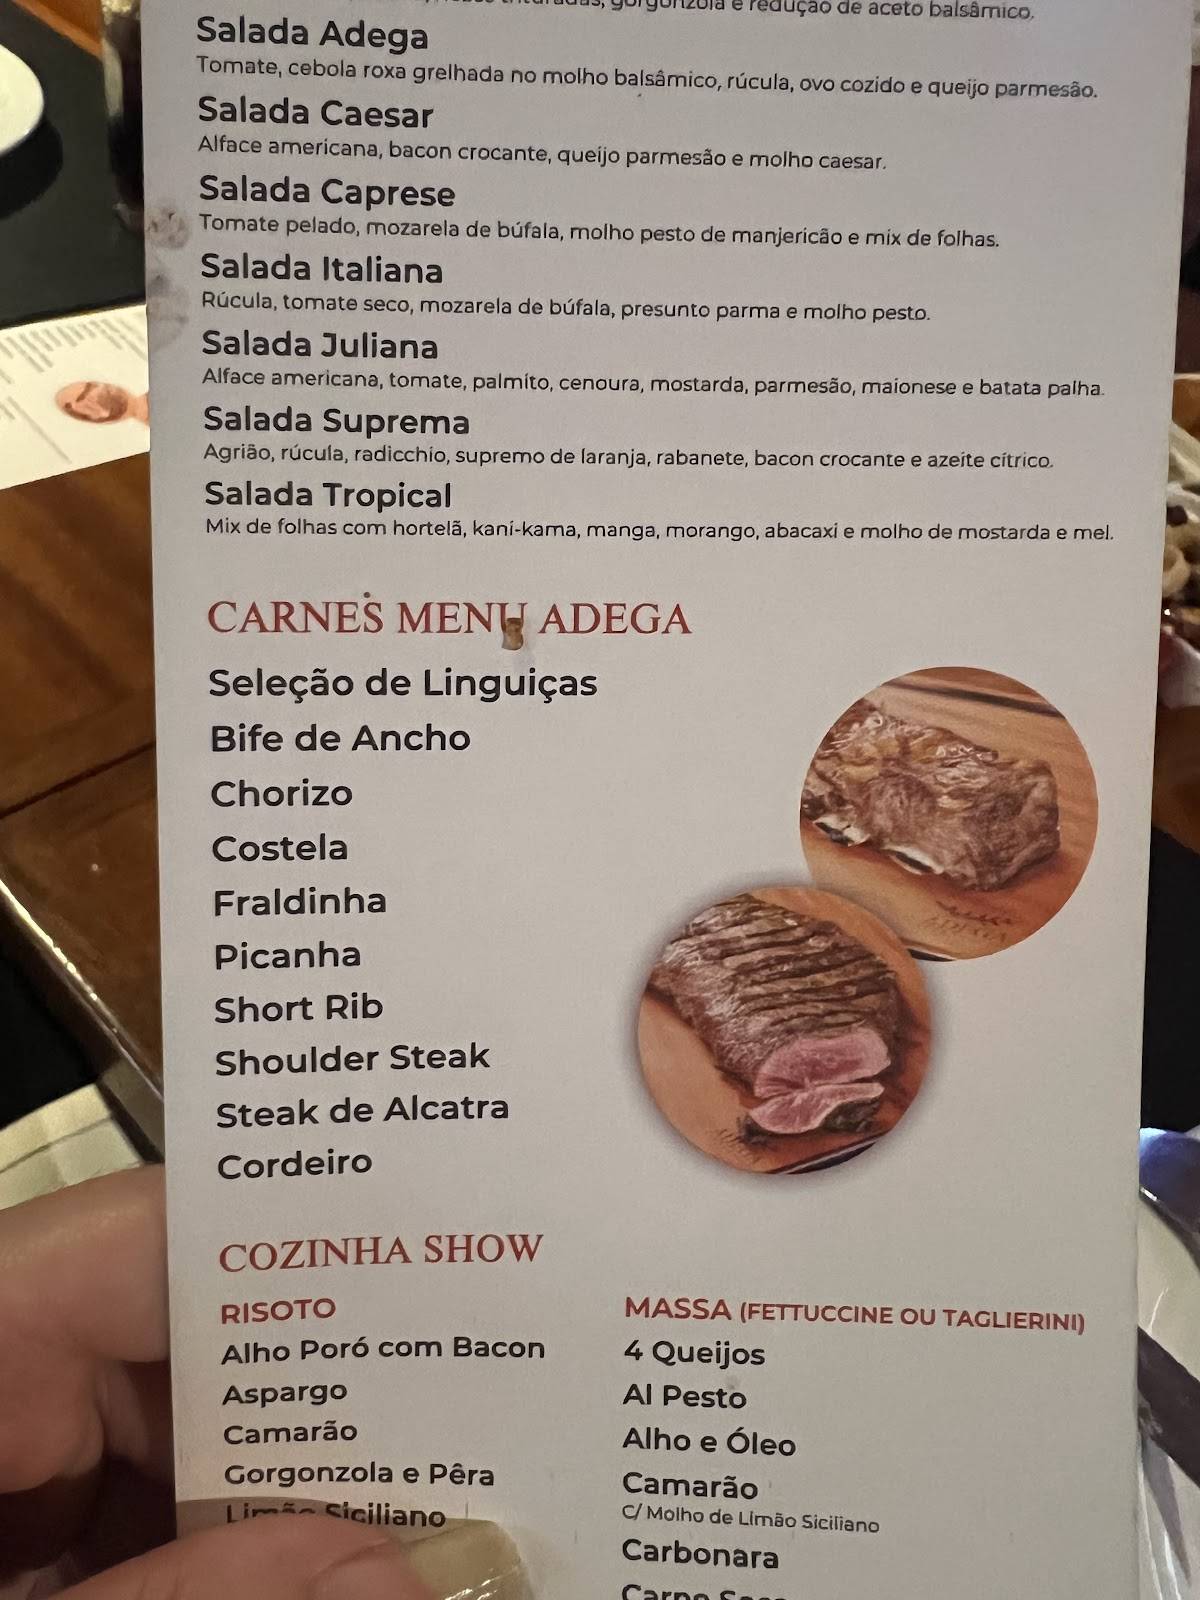 gorgonzola e redução de aceto balsâmico.
Salada Adega
Tomate, cebola roxa grelhada no molho balsâmico, rúcula, ovo cozido e queijo parmesão.
Salada Caesar
Alface americana, bacon crocante, queijo parmesão e molho caesar.
Salada Caprese
Tomate pelado, mozarela de búfala, molho pesto de manjericão e mix de folhas.
Salada Italiana
Rúcula, tomate seco, mozarela de búfala, presunto parma e molho pesto.
Salada Juliana
Alface americana, tomate, palmito, cenoura, mostarda, parmesão, maionese e batata palha.
Salada Suprema
Agrião, rúcula, radicchio, supremo de laranja, rabanete, bacon crocante e azeite cítrico.
Salada Tropical
Mix de folhas com hortelã, kani-kama, manga, morango, abacaxi e molho de mostarda e mel.
CARNES MENU ADEGA
Seleção de Linguiças
Bife de Ancho
Chorizo
Costela
Fraldinha
Picanha
Short Rib
Shoulder Steak
Steak de Alcatra
Cordeiro
COZINHA SHOW
RISOTO
Alho Poró com Bacon
Aspargo
Camarão
Gorgonzola e Pêra
Limão Siciliano
MASSA (FETTUCCINE OU TAGLIERINI)
4 Queijos
Al Pesto
Alho e Óleo
Camarão
C/ Molho de Limão Siciliano
Carbonara